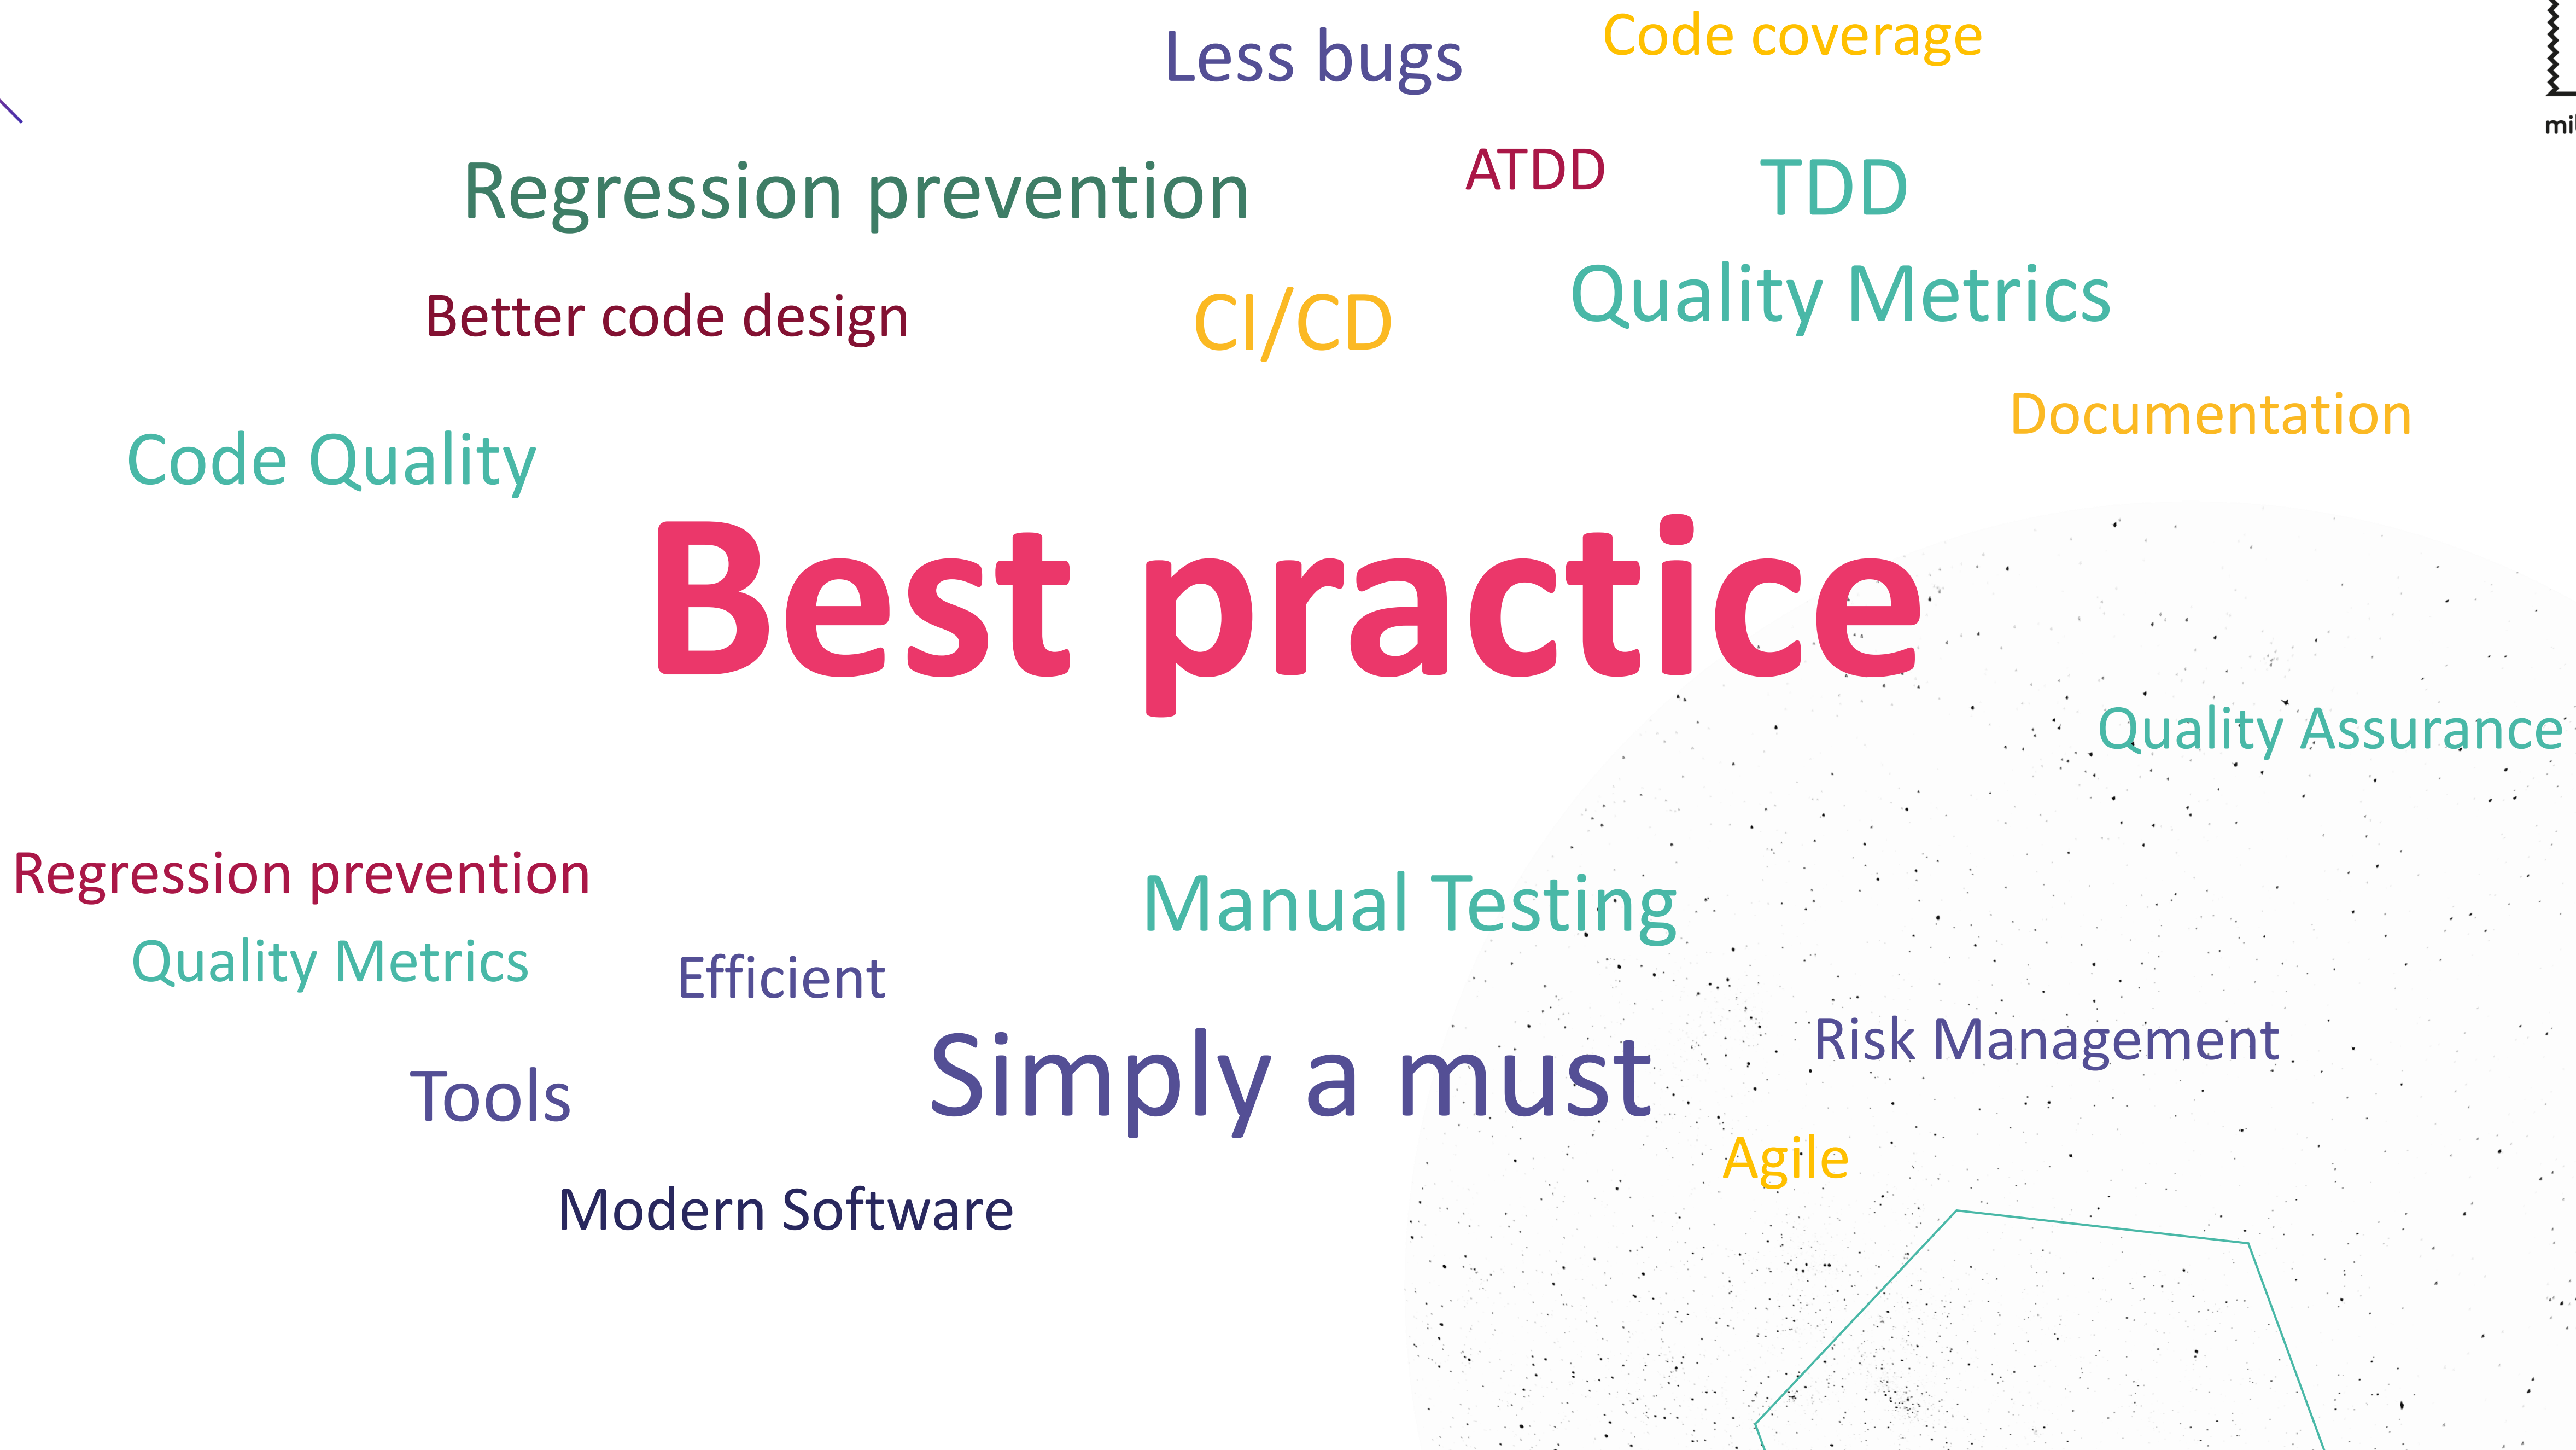 Less bugs
Code coverage
Regression prevention
ATDD
TDD
Better code design
CI/CD
Quality Metrics
Documentation
Code Quality
Best practice
Quality Assurance
Regression prevention
Manual Testing
Quality Metrics
Efficient
Simply a must
Risk Management
Tools
Agile
Modern Software